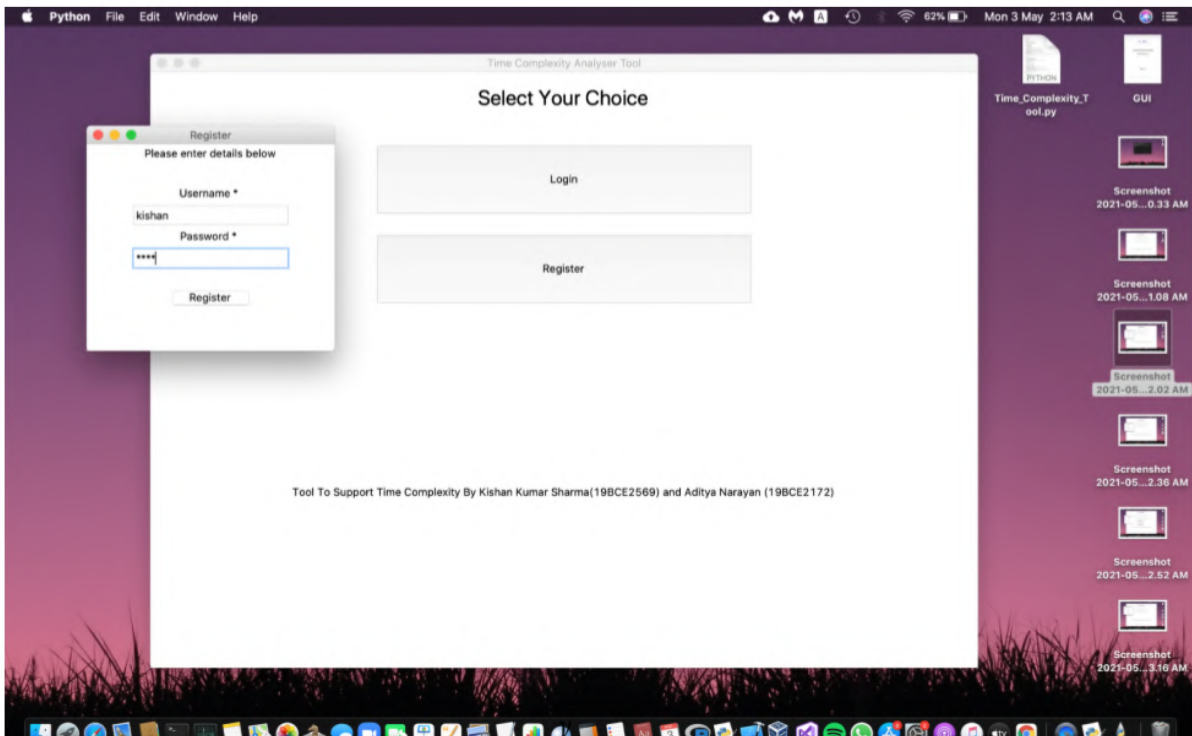 Python File Edit Window Help
A 62% Mon 3 May 2:13 AM
Time Complexity Analyser Tool
Select Your Choice
Login
Register
Register
Please enter details below
Username *
kishan
Password *
****
Register
Tool To Support Time Complexity By Kishan Kumar Sharma(19BCE2569) and Aditya Narayan (19BCE2172)
PYTHON
Time_Complexity_T
ool.py
GUI
Screenshot
2021-05...0.33 AM
Screenshot
2021-05...1.08 AM
Screenshot
2021-05...2.02 AM
Screenshot
2021-05...2.36 AM
Screenshot
2021-05...2.52 AM
Screenshot
2021-05...3.16 AM